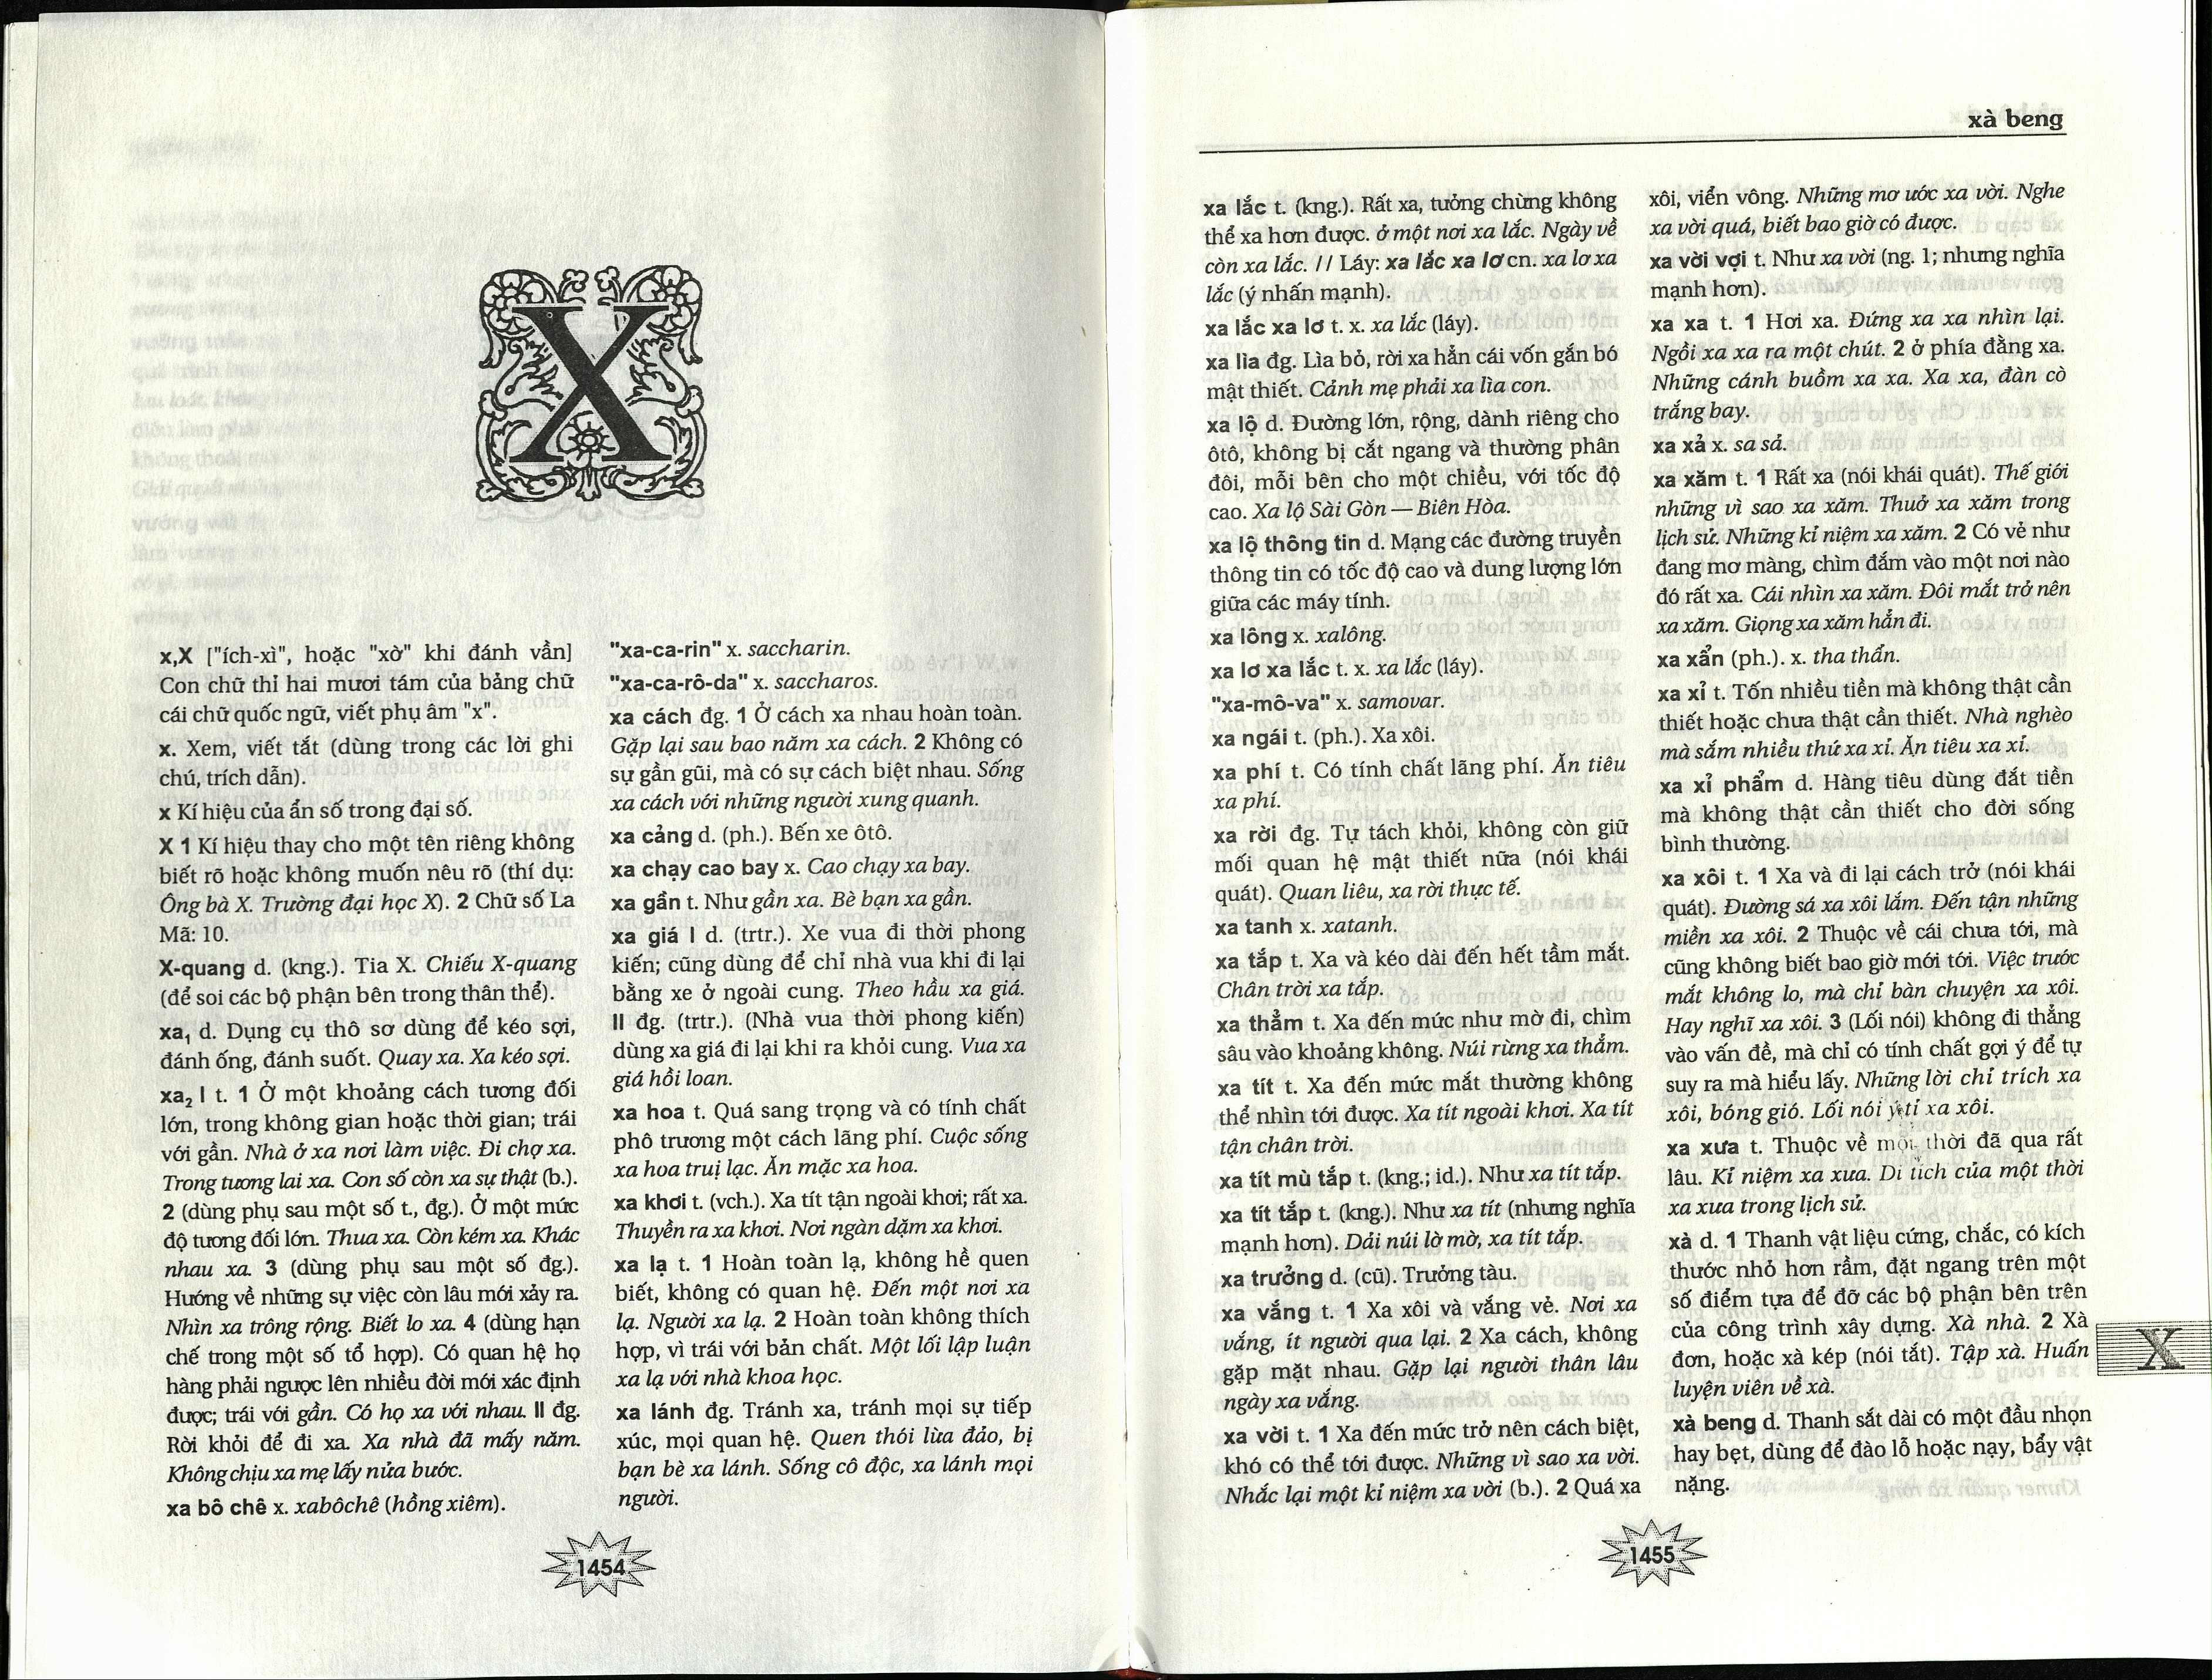 X
x,X ["ích-xì", hoặc "xờ" khi đánh vần]
Con chữ thỉ hai mươi tám của bảng chữ
cái chữ quốc ngữ, viết phụ âm "x".
x. Xem, viết tắt (dùng trong các lời ghi
chú, trích dẫn).
x Kí hiệu của ẩn số trong đại số.
X 1 Kí hiệu thay cho một tên riêng không
biết rõ hoặc không muốn nêu rõ (thí dụ:
Ông bà X. Trường đại học X). 2 Chữ số La
Mã: 10.
X-quang d. (kng.). Tia X. Chiếu X-quang
(để soi các bộ phận bên trong thân thể).
xa₁ d. Dụng cụ thô sơ dùng để kéo sợi,
đánh ống, đánh suốt. Quay xa. Xa kéo sợi.
xa₂ I t. 1 Ở một khoảng cách tương đối
lớn, trong không gian hoặc thời gian; trái
với gần. Nhà ở xa nơi làm việc. Đi chợ xa.
Trong tương lai xa. Con số còn xa sự thật (b.).
2 (dùng phụ sau một số t., đg.). Ở một mức
độ tương đối lớn. Thua xa. Còn kém xa. Khác
nhau xa. 3 (dùng phụ sau một số đg.).
Hướng về những sự việc còn lâu mới xảy ra.
Nhìn xa trông rộng. Biết lo xa. 4 (dùng hạn
chế trong một số tổ hợp). Có quan hệ họ
hàng phải ngược lên nhiều đời mới xác định
được; trái với gần. Có họ xa với nhau. II đg.
Rời khỏi để đi xa. Xa nhà đã mấy năm.
Không chịu xa mẹ lấy nửa bước.
xa bô chê x. xabôchê (hồng xiêm).
"xa-ca-rin" x. saccharin.
"xa-ca-rô-da" x. saccharos.
xa cách đg. 1 Ở cách xa nhau hoàn toàn.
Gặp lại sau bao năm xa cách. 2 Không có
sự gần gũi, mà có sự cách biệt nhau. Sống
xa cách với những người xung quanh.
xa cảng d. (ph.). Bến xe ôtô.
xa chạy cao bay x. Cao chạy xa bay.
xa gần t. Như gần xa. Bè bạn xa gần.
xa giá I d. (trtr.). Xe vua đi thời phong
kiến; cũng dùng để chỉ nhà vua khi đi lại
bằng xe ở ngoài cung. Theo hầu xa giá.
II đg. (trtr.). (Nhà vua thời phong kiến)
dùng xa giá đi lại khi ra khỏi cung. Vua xa
giá hồi loan.
xa hoa t. Quá sang trọng và có tính chất
phô trương một cách lãng phí. Cuộc sống
xa hoa truị lạc. Ăn mặc xa hoa.
xa khơi t. (vch.). Xa tít tận ngoài khơi; rất xa.
Thuyền ra xa khơi. Nơi ngàn dặm xa khơi.
xa lạ t. 1 Hoàn toàn lạ, không hề quen
biết, không có quan hệ. Đến một nơi xa
lạ. Người xa lạ. 2 Hoàn toàn không thích
hợp, vì trái với bản chất. Một lối lập luận
xa lạ với nhà khoa học.
xa lánh đg. Tránh xa, tránh mọi sự tiếp
xúc, mọi quan hệ. Quen thói lừa đảo, bị
bạn bè xa lánh. Sống cô độc, xa lánh mọi
người.
1454
xà beng
xa lắc t. (kng.). Rất xa, tưởng chừng không
thể xa hơn được. ở một nơi xa lắc. Ngày về
còn xa lắc. // Láy: xa lắc xa lơ cn. xa lơ xa
lắc (ý nhấn mạnh).
xa lắc xa lơ t. x. xa lắc (láy).
xa lìa đg. Lìa bỏ, rời xa hẳn cái vốn gắn bó
mật thiết. Cảnh mẹ phải xa lìa con.
xa lộ d. Đường lớn, rộng, dành riêng cho
ôtô, không bị cắt ngang và thường phân
đôi, mỗi bên cho một chiều, với tốc độ
cao. Xa lộ Sài Gòn — Biên Hòa.
xa lộ thông tin d. Mạng các đường truyền
thông tin có tốc độ cao và dung lượng lớn
giữa các máy tính.
xa lông x. xalông.
xa lơ xa lắc t. x. xa lắc (láy).
"xa-mô-va" x. samovar.
xa ngái t. (ph.). Xa xôi.
xa phí t. Có tính chất lãng phí. Ăn tiêu
xa phí.
xa rời đg. Tự tách khỏi, không còn giữ
mối quan hệ mật thiết nữa (nói khái
quát). Quan liêu, xa rời thực tế.
xa tanh x. xatanh.
xa tắp t. Xa và kéo dài đến hết tầm mắt.
Chân trời xa tắp.
xa thẳm t. Xa đến mức như mờ đi, chìm
sâu vào khoảng không. Núi rừng xa thẳm.
xa tít t. Xa đến mức mắt thường không
thể nhìn tới được. Xa tít ngoài khơi. Xa tít
tận chân trời.
xa tít mù tắp t. (kng.; id.). Như xa tít tắp.
xa tít tắp t. (kng.). Như xa tít (nhưng nghĩa
mạnh hơn). Dải núi lờ mờ, xa tít tắp.
xa trưởng d. (cũ). Trưởng tàu.
xa vắng t. 1 Xa xôi và vắng vẻ. Nơi xa
vắng, ít người qua lại. 2 Xa cách, không
gặp mặt nhau. Gặp lại người thân lâu
ngày xa vắng.
xa vời t. 1 Xa đến mức trở nên cách biệt,
khó có thể tới được. Những vì sao xa vời.
Nhắc lại một kỉ niệm xa vời (b.). 2 Quá xa
xôi, viển vông. Những mơ ước xa vời. Nghe
xa vời quá, biết bao giờ có được.
xa vời vợi t. Như xa vời (ng. 1; nhưng nghĩa
mạnh hơn).
xa xa t. 1 Hơi xa. Đứng xa xa nhìn lại.
Ngồi xa xa ra một chút. 2 ở phía đằng xa.
Những cánh buồm xa xa. Xa xa, đàn cò
trắng bay.
xa xả x. sa sả.
xa xăm t. 1 Rất xa (nói khái quát). Thế giới
những vì sao xa xăm. Thuở xa xăm trong
lịch sử. Những kỉ niệm xa xăm. 2 Có vẻ như
đang mơ màng, chìm đắm vào một nơi nào
đó rất xa. Cái nhìn xa xăm. Đôi mắt trở nên
xa xăm. Giọng xa xăm hẳn đi.
xa xẩn (ph.). x. tha thẩn.
xa xỉ t. Tốn nhiều tiền mà không thật cần
thiết hoặc chưa thật cần thiết. Nhà nghèo
mà sắm nhiều thứ xa xỉ. Ăn tiêu xa xỉ.
xa xỉ phẩm d. Hàng tiêu dùng đắt tiền
mà không thật cần thiết cho đời sống
bình thường.
xa xôi t. 1 Xa và đi lại cách trở (nói khái
quát). Đường sá xa xôi lắm. Đến tận những
miền xa xôi. 2 Thuộc về cái chưa tới, mà
cũng không biết bao giờ mới tới. Việc trước
mắt không lo, mà chỉ bàn chuyện xa xôi.
Hay nghĩ xa xôi. 3 (Lối nói) không đi thẳng
vào vấn đề, mà chỉ có tính chất gợi ý để tự
suy ra mà hiểu lấy. Những lời chỉ trích xa
xôi, bóng gió. Lối nói xa xôi.
xa xưa t. Thuộc về một thời đã qua rất
lâu. Kỉ niệm xa xưa. Di tích của một thời
xa xưa trong lịch sử.
xà d. 1 Thanh vật liệu cứng, chắc, có kích
thước nhỏ hơn rầm, đặt ngang trên một
số điểm tựa để đỡ các bộ phận bên trên
của công trình xây dựng. Xà nhà. 2 Xà
đơn, hoặc xà kép (nói tắt). Tập xà. Huấn
luyện viên về xà.
xà beng d. Thanh sắt dài có một đầu nhọn
hay bẹt, dùng để đào lỗ hoặc nạy, bẩy vật
nặng.
X
1455